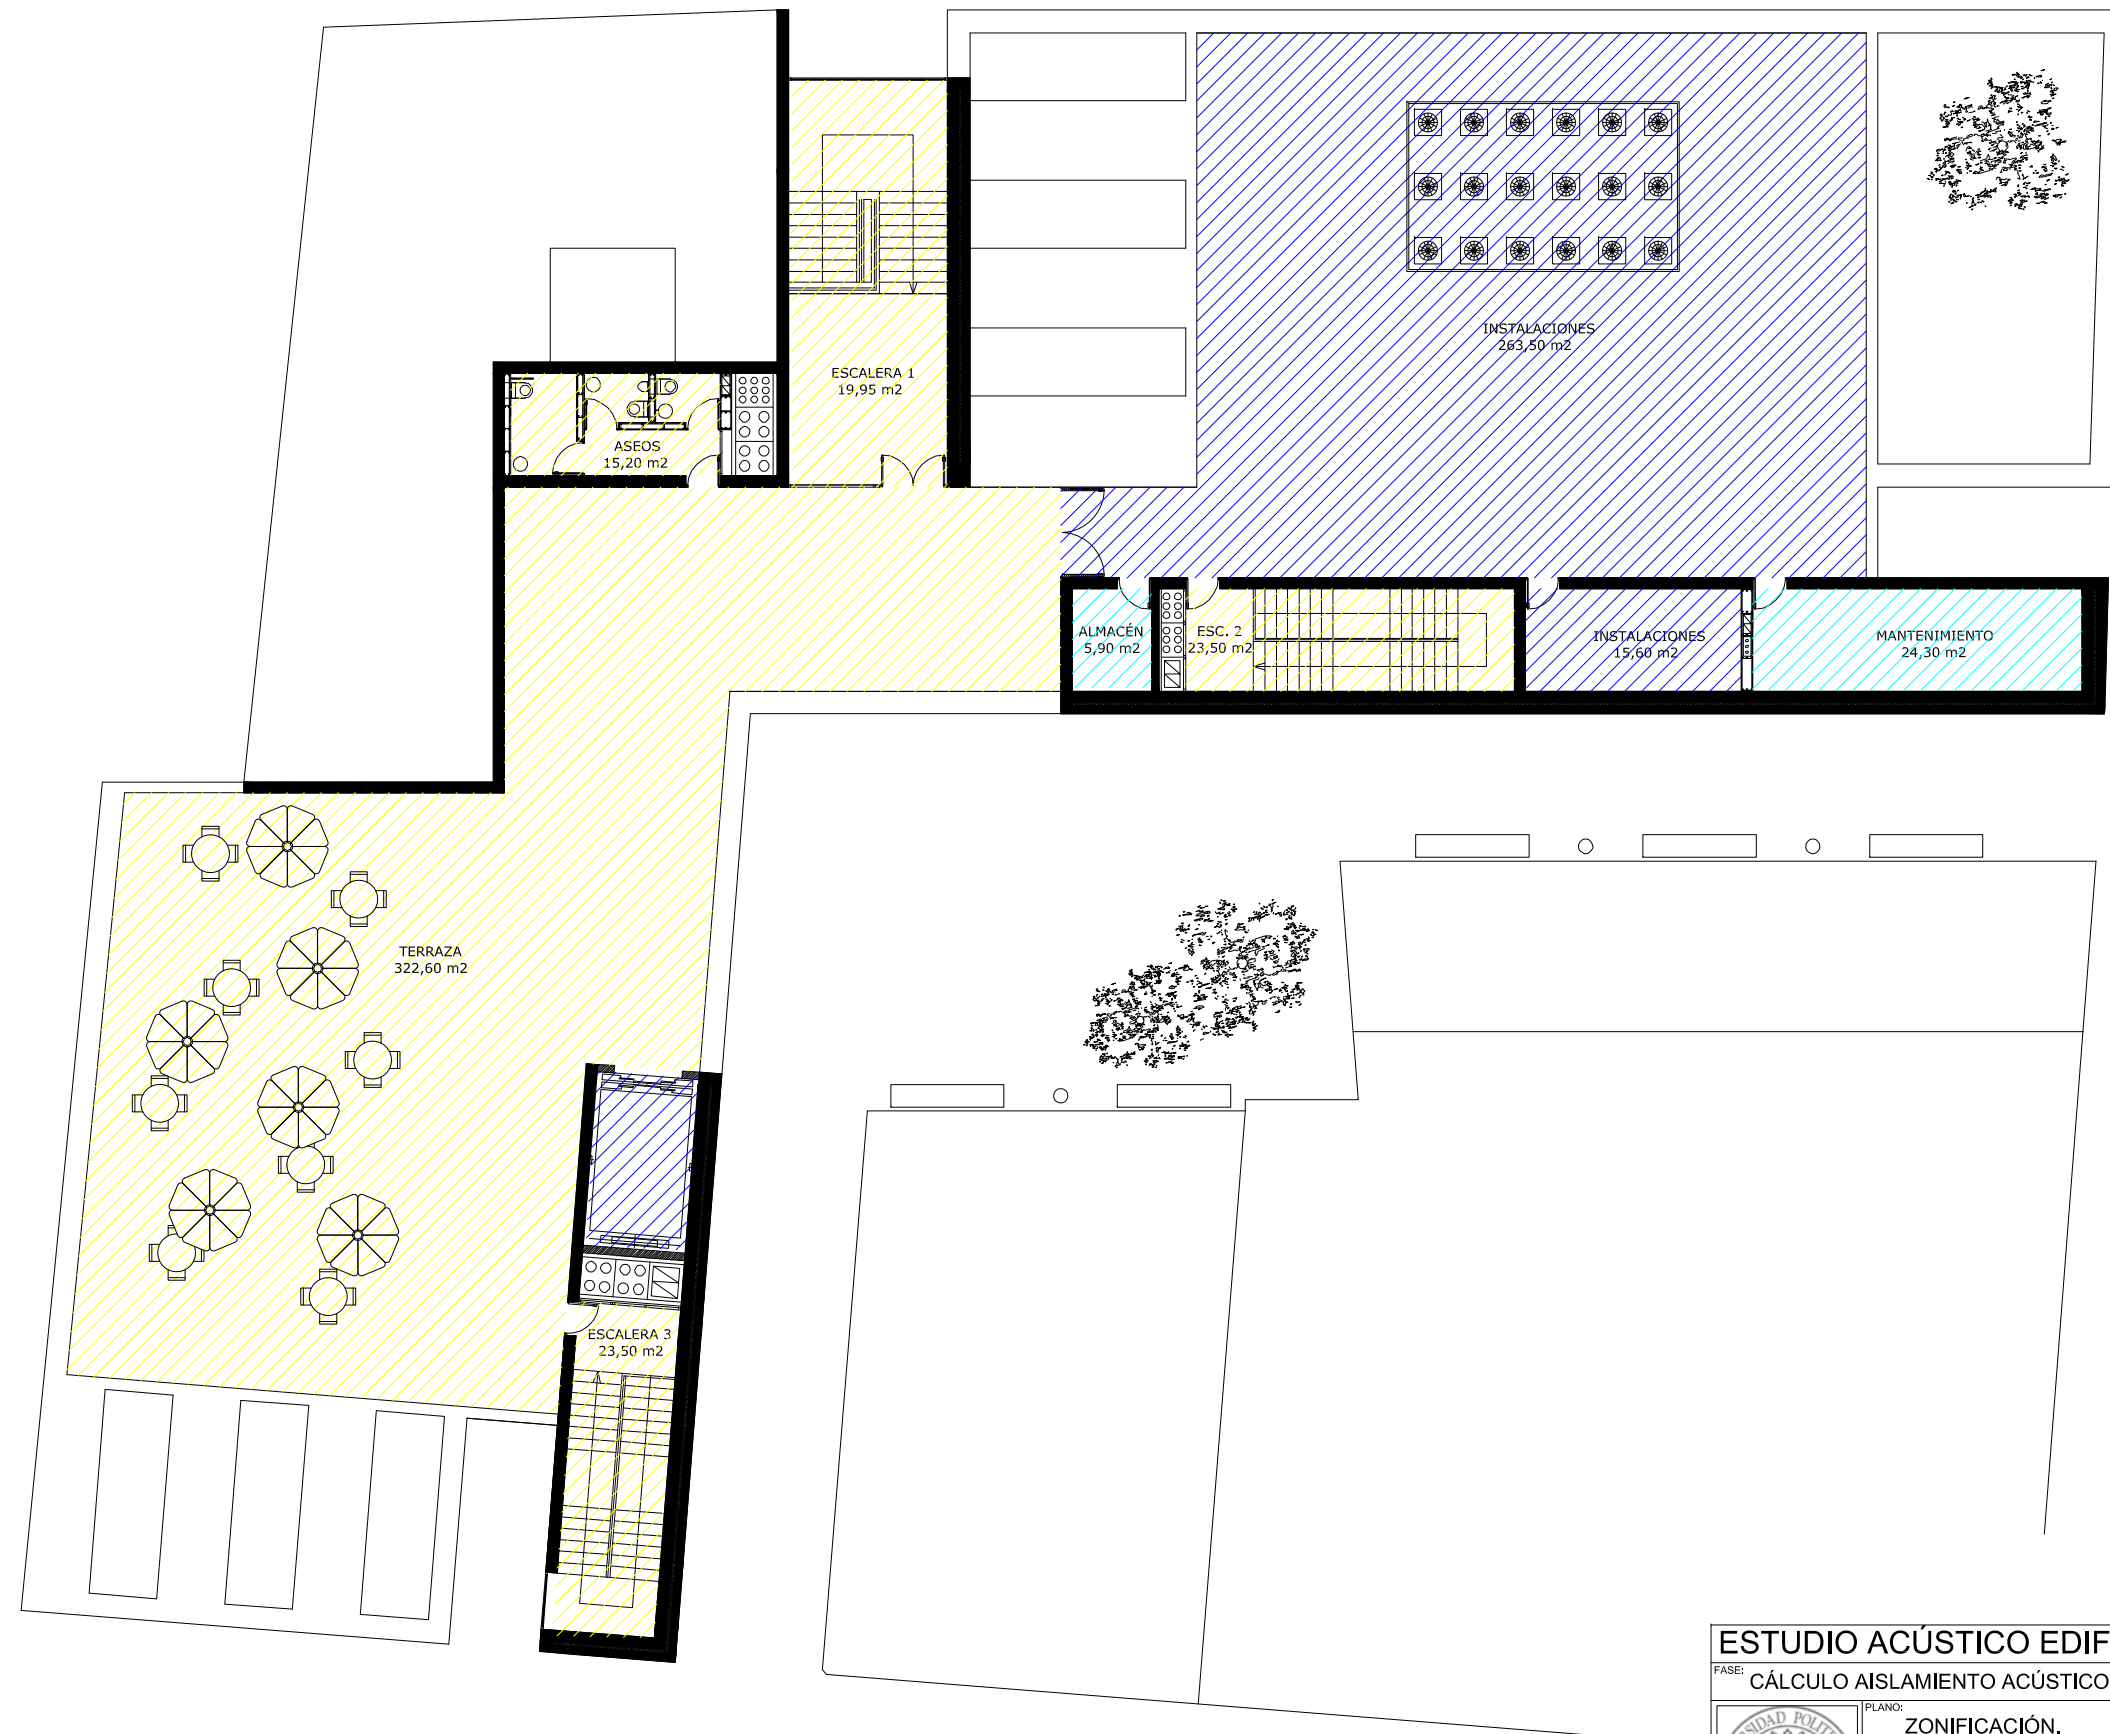 INSTALACIONES
263,50 m2
ESCALERA 1
19,95 m2
ASEOS
15,20 m2
ALMACÉN
5,90 m2
ESC. 2
23,50 m2
INSTALACIONES
15,60 m2
MANTENIMIENTO
24,30 m2
TERRAZA
322,60 m2
ESCALERA 3
23,50 m2
ESTUDIO ACÚSTICO EDIF
FASE: CÁLCULO AISLAMIENTO ACÚSTICO
PLANO:
ZONIFICACIÓN.